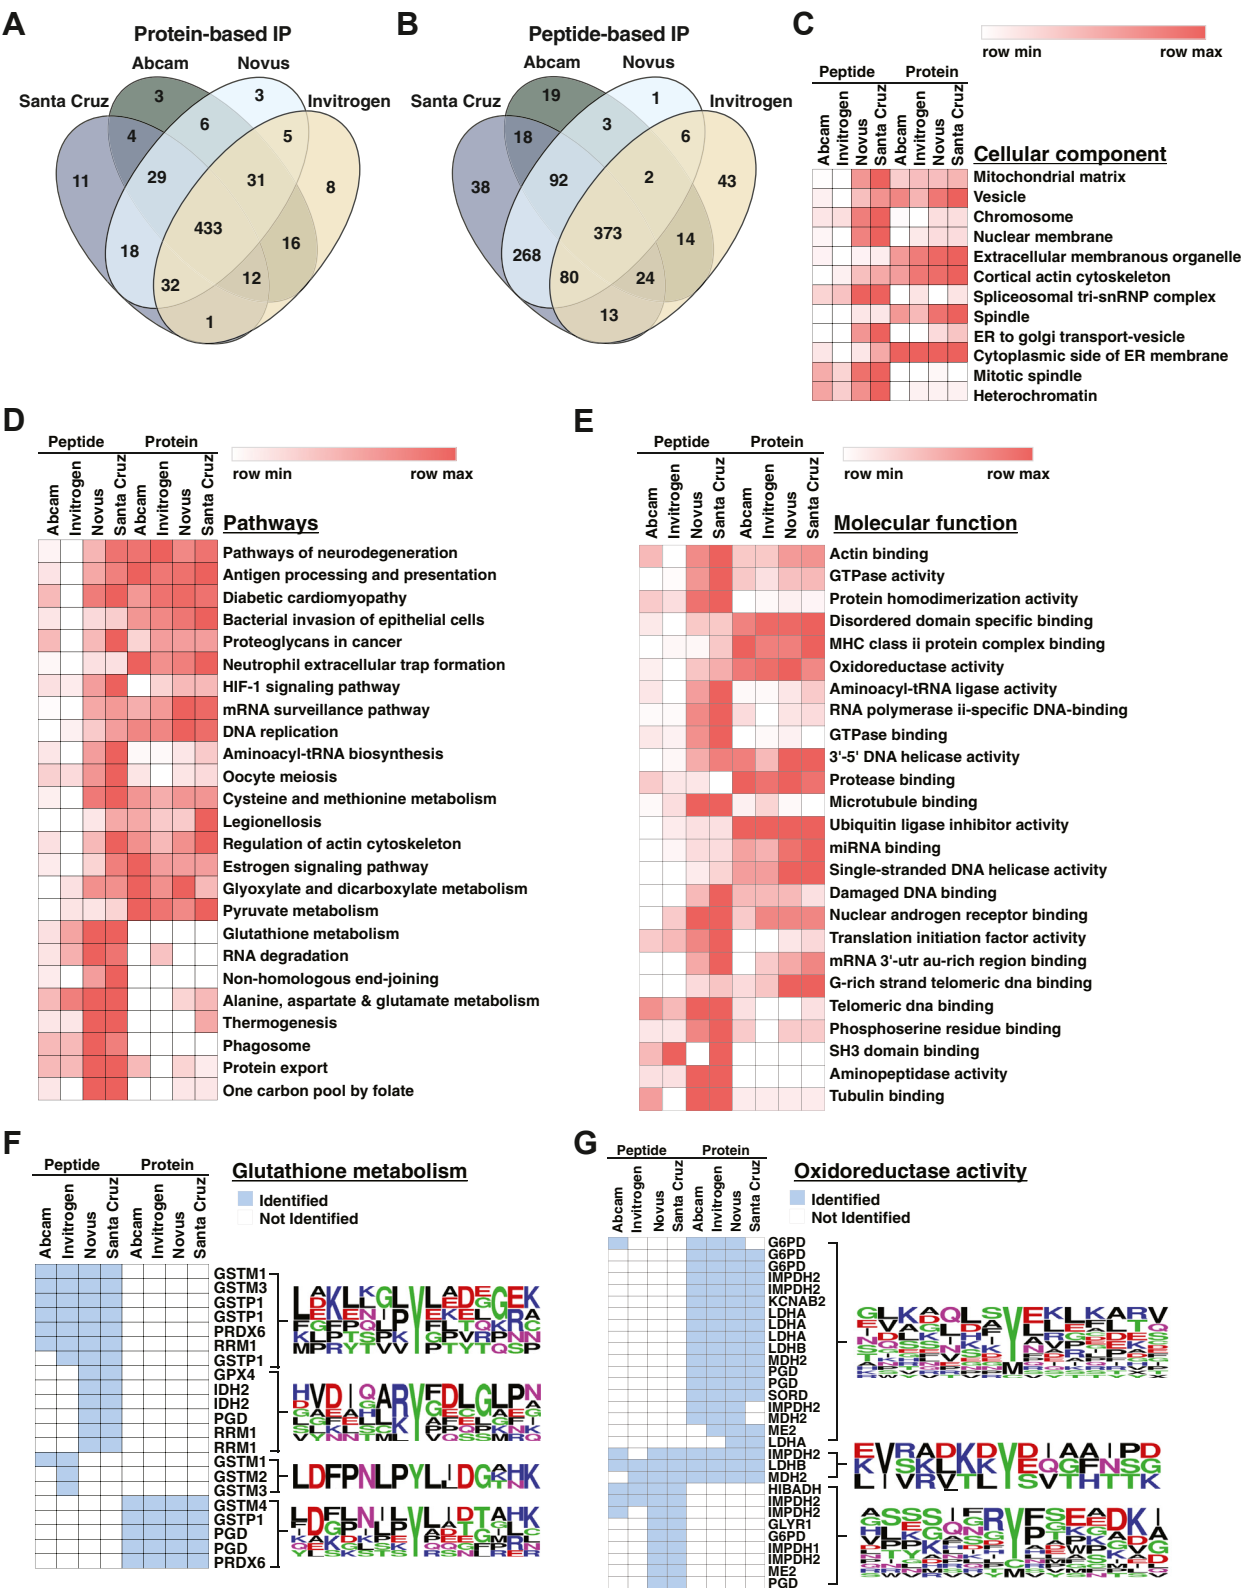 A
Protein-based IP
Abcam
Novus
Santa Cruz
Invitrogen
3
3
4
6
5
11
29
31
8
433
18
16
32
12
1
B
Peptide-based IP
Abcam
Novus
Santa Cruz
Invitrogen
19
1
18
3
6
38
92
2
43
373
268
14
80
24
13
C
row min
row max
Peptide
Protein
Abcam
Invitrogen
Novus
Santa Cruz
Abcam
Invitrogen
Novus
Santa Cruz
Cellular component
Mitochondrial matrix
Vesicle
Chromosome
Nuclear membrane
Extracellular membranous organelle
Cortical actin cytoskeleton
Spliceosomal tri-snRNP complex
Spindle
ER to golgi transport-vesicle
Cytoplasmic side of ER membrane
Mitotic spindle
Heterochromatin
D
Peptide
Protein
row min
row max
Abcam
Invitrogen
Novus
Santa Cruz
Abcam
Invitrogen
Novus
Santa Cruz
Pathways
Pathways of neurodegeneration
Antigen processing and presentation
Diabetic cardiomyopathy
Bacterial invasion of epithelial cells
Proteoglycans in cancer
Neutrophil extracellular trap formation
HIF-1 signaling pathway
mRNA surveillance pathway
DNA replication
Aminoacyl-tRNA biosynthesis
Oocyte meiosis
Cysteine and methionine metabolism
Legionellosis
Regulation of actin cytoskeleton
Estrogen signaling pathway
Glyoxylate and dicarboxylate metabolism
Pyruvate metabolism
Glutathione metabolism
RNA degradation
Non-homologous end-joining
Alanine, aspartate & glutamate metabolism
Thermogenesis
Phagosome
Protein export
One carbon pool by folate
E
Peptide
Protein
row min
row max
Abcam
Invitrogen
Novus
Santa Cruz
Abcam
Invitrogen
Novus
Santa Cruz
Molecular function
Actin binding
GTPase activity
Protein homodimerization activity
Disordered domain specific binding
MHC class ii protein complex binding
Oxidoreductase activity
Aminoacyl-tRNA ligase activity
RNA polymerase ii-specific DNA-binding
GTPase binding
3'-5' DNA helicase activity
Protease binding
Microtubule binding
Ubiquitin ligase inhibitor activity
miRNA binding
Single-stranded DNA helicase activity
Damaged DNA binding
Nuclear androgen receptor binding
Translation initiation factor activity
mRNA 3'-utr au-rich region binding
G-rich strand telomeric dna binding
Telomeric dna binding
Phosphoserine residue binding
SH3 domain binding
Aminopeptidase activity
Tubulin binding
F
Peptide
Protein
Glutathione metabolism
Identified
Not Identified
Abcam
Invitrogen
Novus
Santa Cruz
Abcam
Invitrogen
Novus
Santa Cruz
GSTM1
GSTM3
GSTP1
GSTP1
PRDX6
RRM1
GSTP1
GPX4
IDH2
IDH2
PGD
RRM1
RRM1
GSTM1
GSTM2
GSTM3
GSTM4
GSTP1
PGD
PGD
PRDX6
G
Peptide
Protein
Oxidoreductase activity
Identified
Not Identified
Abcam
Invitrogen
Novus
Santa Cruz
Abcam
Invitrogen
Novus
Santa Cruz
G6PD
G6PD
G6PD
IMPDH2
IMPDH2
KCNAB2
LDHA
LDHA
LDHA
LDHB
MDH2
PGD
PGD
SORD
IMPDH2
MDH2
ME2
LDHA
IMPDH2
LDHB
MDH2
HIBADH
IMPDH2
IMPDH2
GLYR1
G6PD
IMPDH1
IMPDH2
ME2
PGD